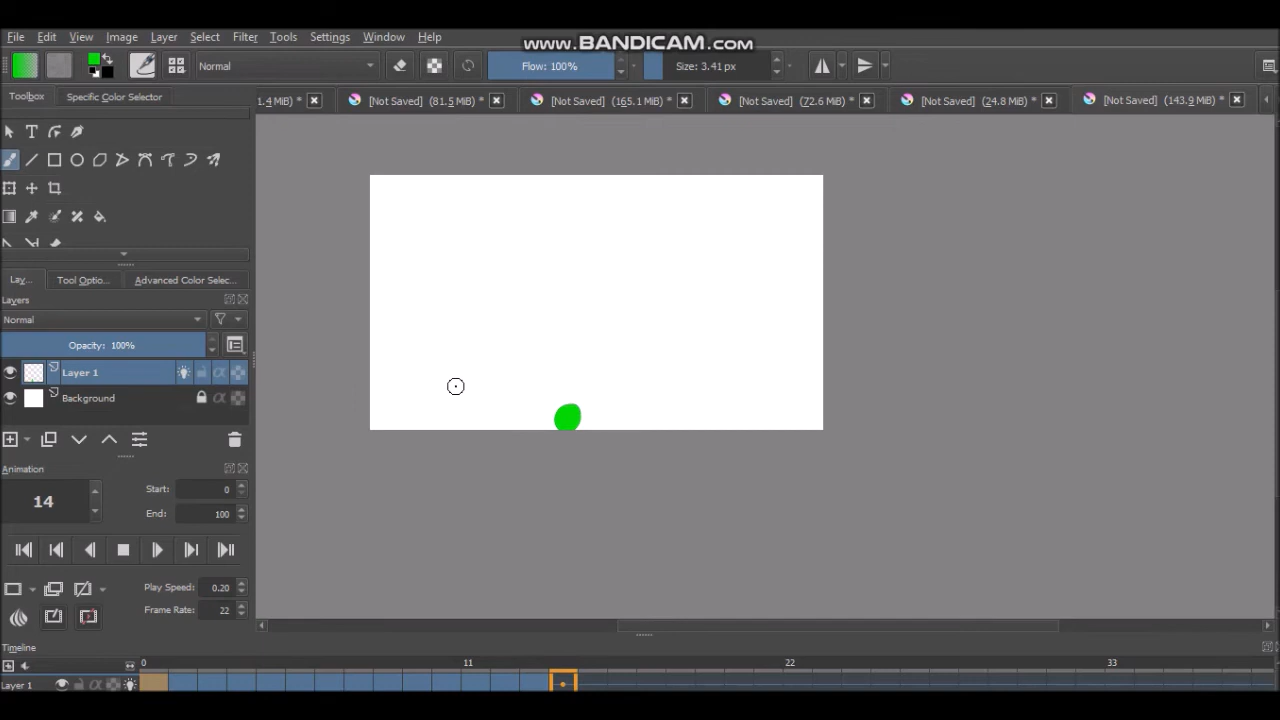 www.BANDICAM.com
File Edit View Image Layer Select Filter Tools Settings Window Help
Normal Flow: 100% Size: 3.41 px
Toolbox Specific Color Selector 1.4 MiB) * [Not Saved] (81.5 MiB) * [Not Saved] (165.1 MiB) * [Not Saved] (72.6 MiB) * [Not Saved] (24.8 MiB) * [Not Saved] (143.9 MiB) *
T
Lay... Tool Optio... Advanced Color Selec...
Layers
Normal
Opacity: 100%
Layer 1
Background
Animation
14 Start: 0
End: 100
Play Speed: 0.20
Frame Rate: 22
Timeline
0 11 22 33
Layer 1